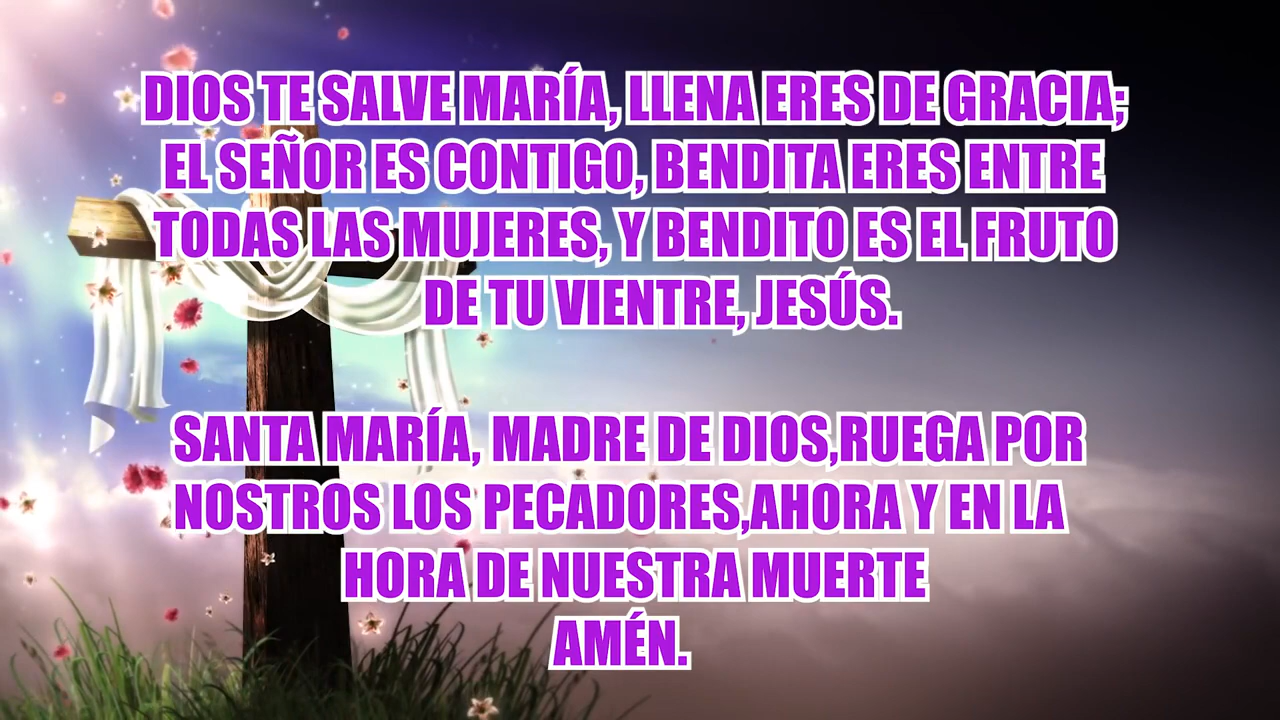 DIOS TE SALVE MARÍA, LLENA ERES DE GRACIA;
EL SEÑOR ES CONTIGO, BENDITA ERES ENTRE
TODAS LAS MUJERES, Y BENDITO ES EL FRUTO
DE TU VIENTRE, JESÚS.
SANTA MARÍA, MADRE DE DIOS,RUEGA POR
NOSTROS LOS PECADORES,AHORA Y EN LA
HORA DE NUESTRA MUERTE
AMÉN.